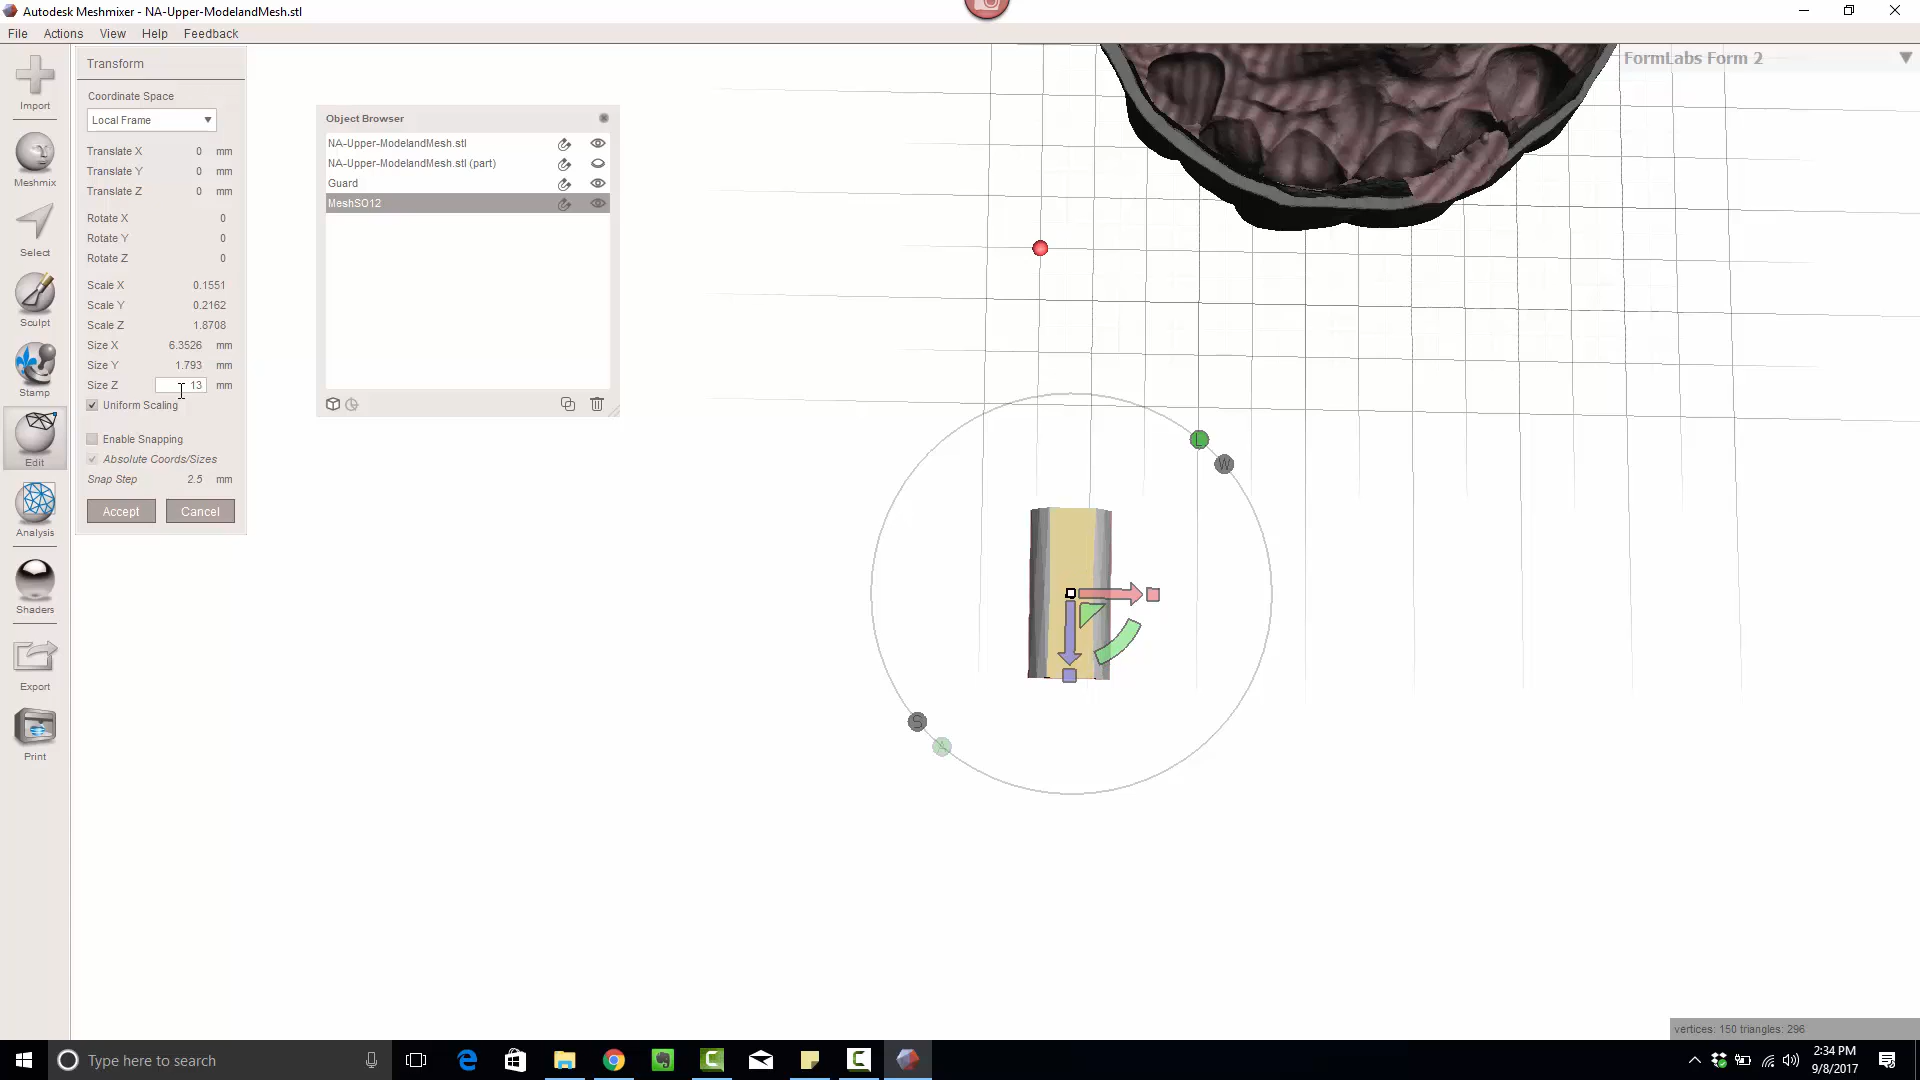 Autodesk Meshmixer - NA-Upper-ModelandMesh.stl
File Actions View Help Feedback
Import
Meshmix
Select
Sculpt
Stamp
Edit
Analysis
Shaders
Export
Print
Transform
Coordinate Space
Local Frame
Translate X 0 mm
Translate Y 0 mm
Translate Z 0 mm
Rotate X 0
Rotate Y 0
Rotate Z 0
Scale X 0.1551
Scale Y 0.2162
Scale Z 1.8708
Size X 6.3526 mm
Size Y 1.793 mm
Size Z 13 mm
Uniform Scaling
Enable Snapping
Absolute Coords/Sizes
Snap Step 2.5 mm
Accept Cancel
Object Browser
NA-Upper-ModelandMesh.stl
NA-Upper-ModelandMesh.stl (part)
Guard
MeshSO12
FormLabs Form 2
L
W
S
A
vertices: 150 triangles: 296
Type here to search
2:34 PM
9/8/2017